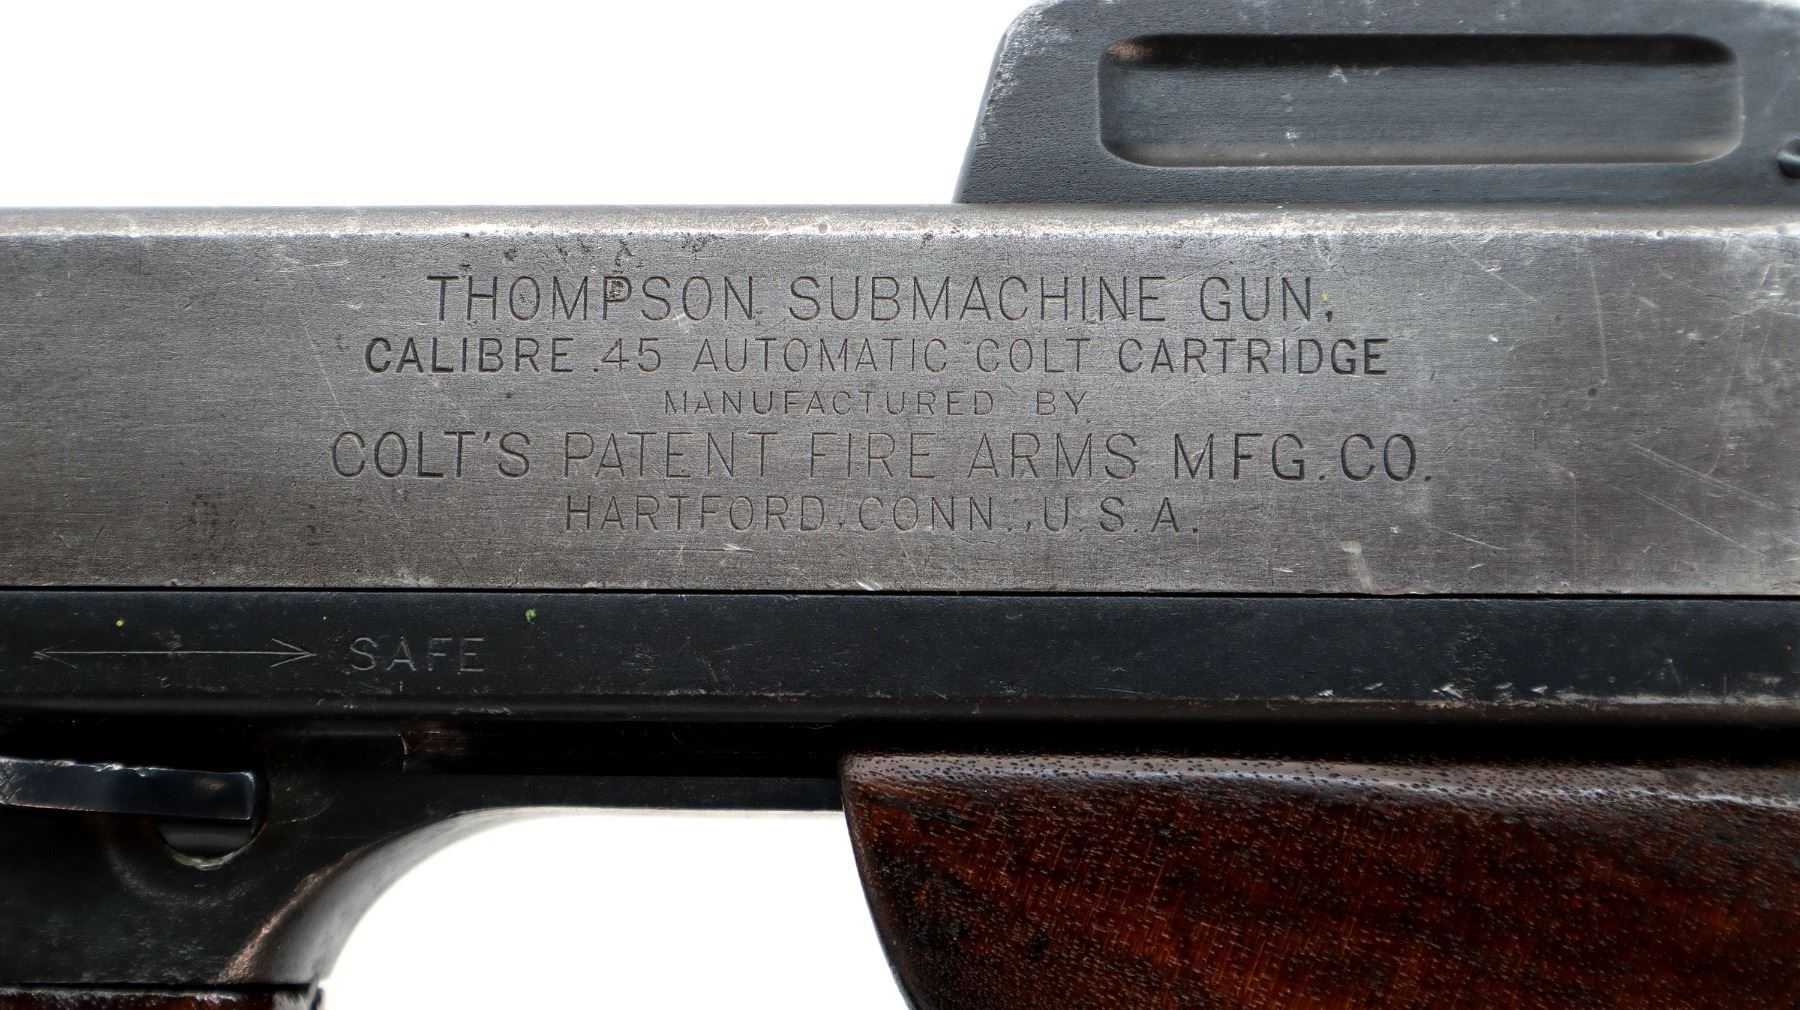 THOMPSON SUBMACHINE GUN,
CALIBRE .45 AUTOMATIC COLT CARTRIDGE
MANUFACTURED BY
COLT'S PATENT FIRE ARMS MFG. CO.
HARTFORD, CONN., U.S.A.
SAFE